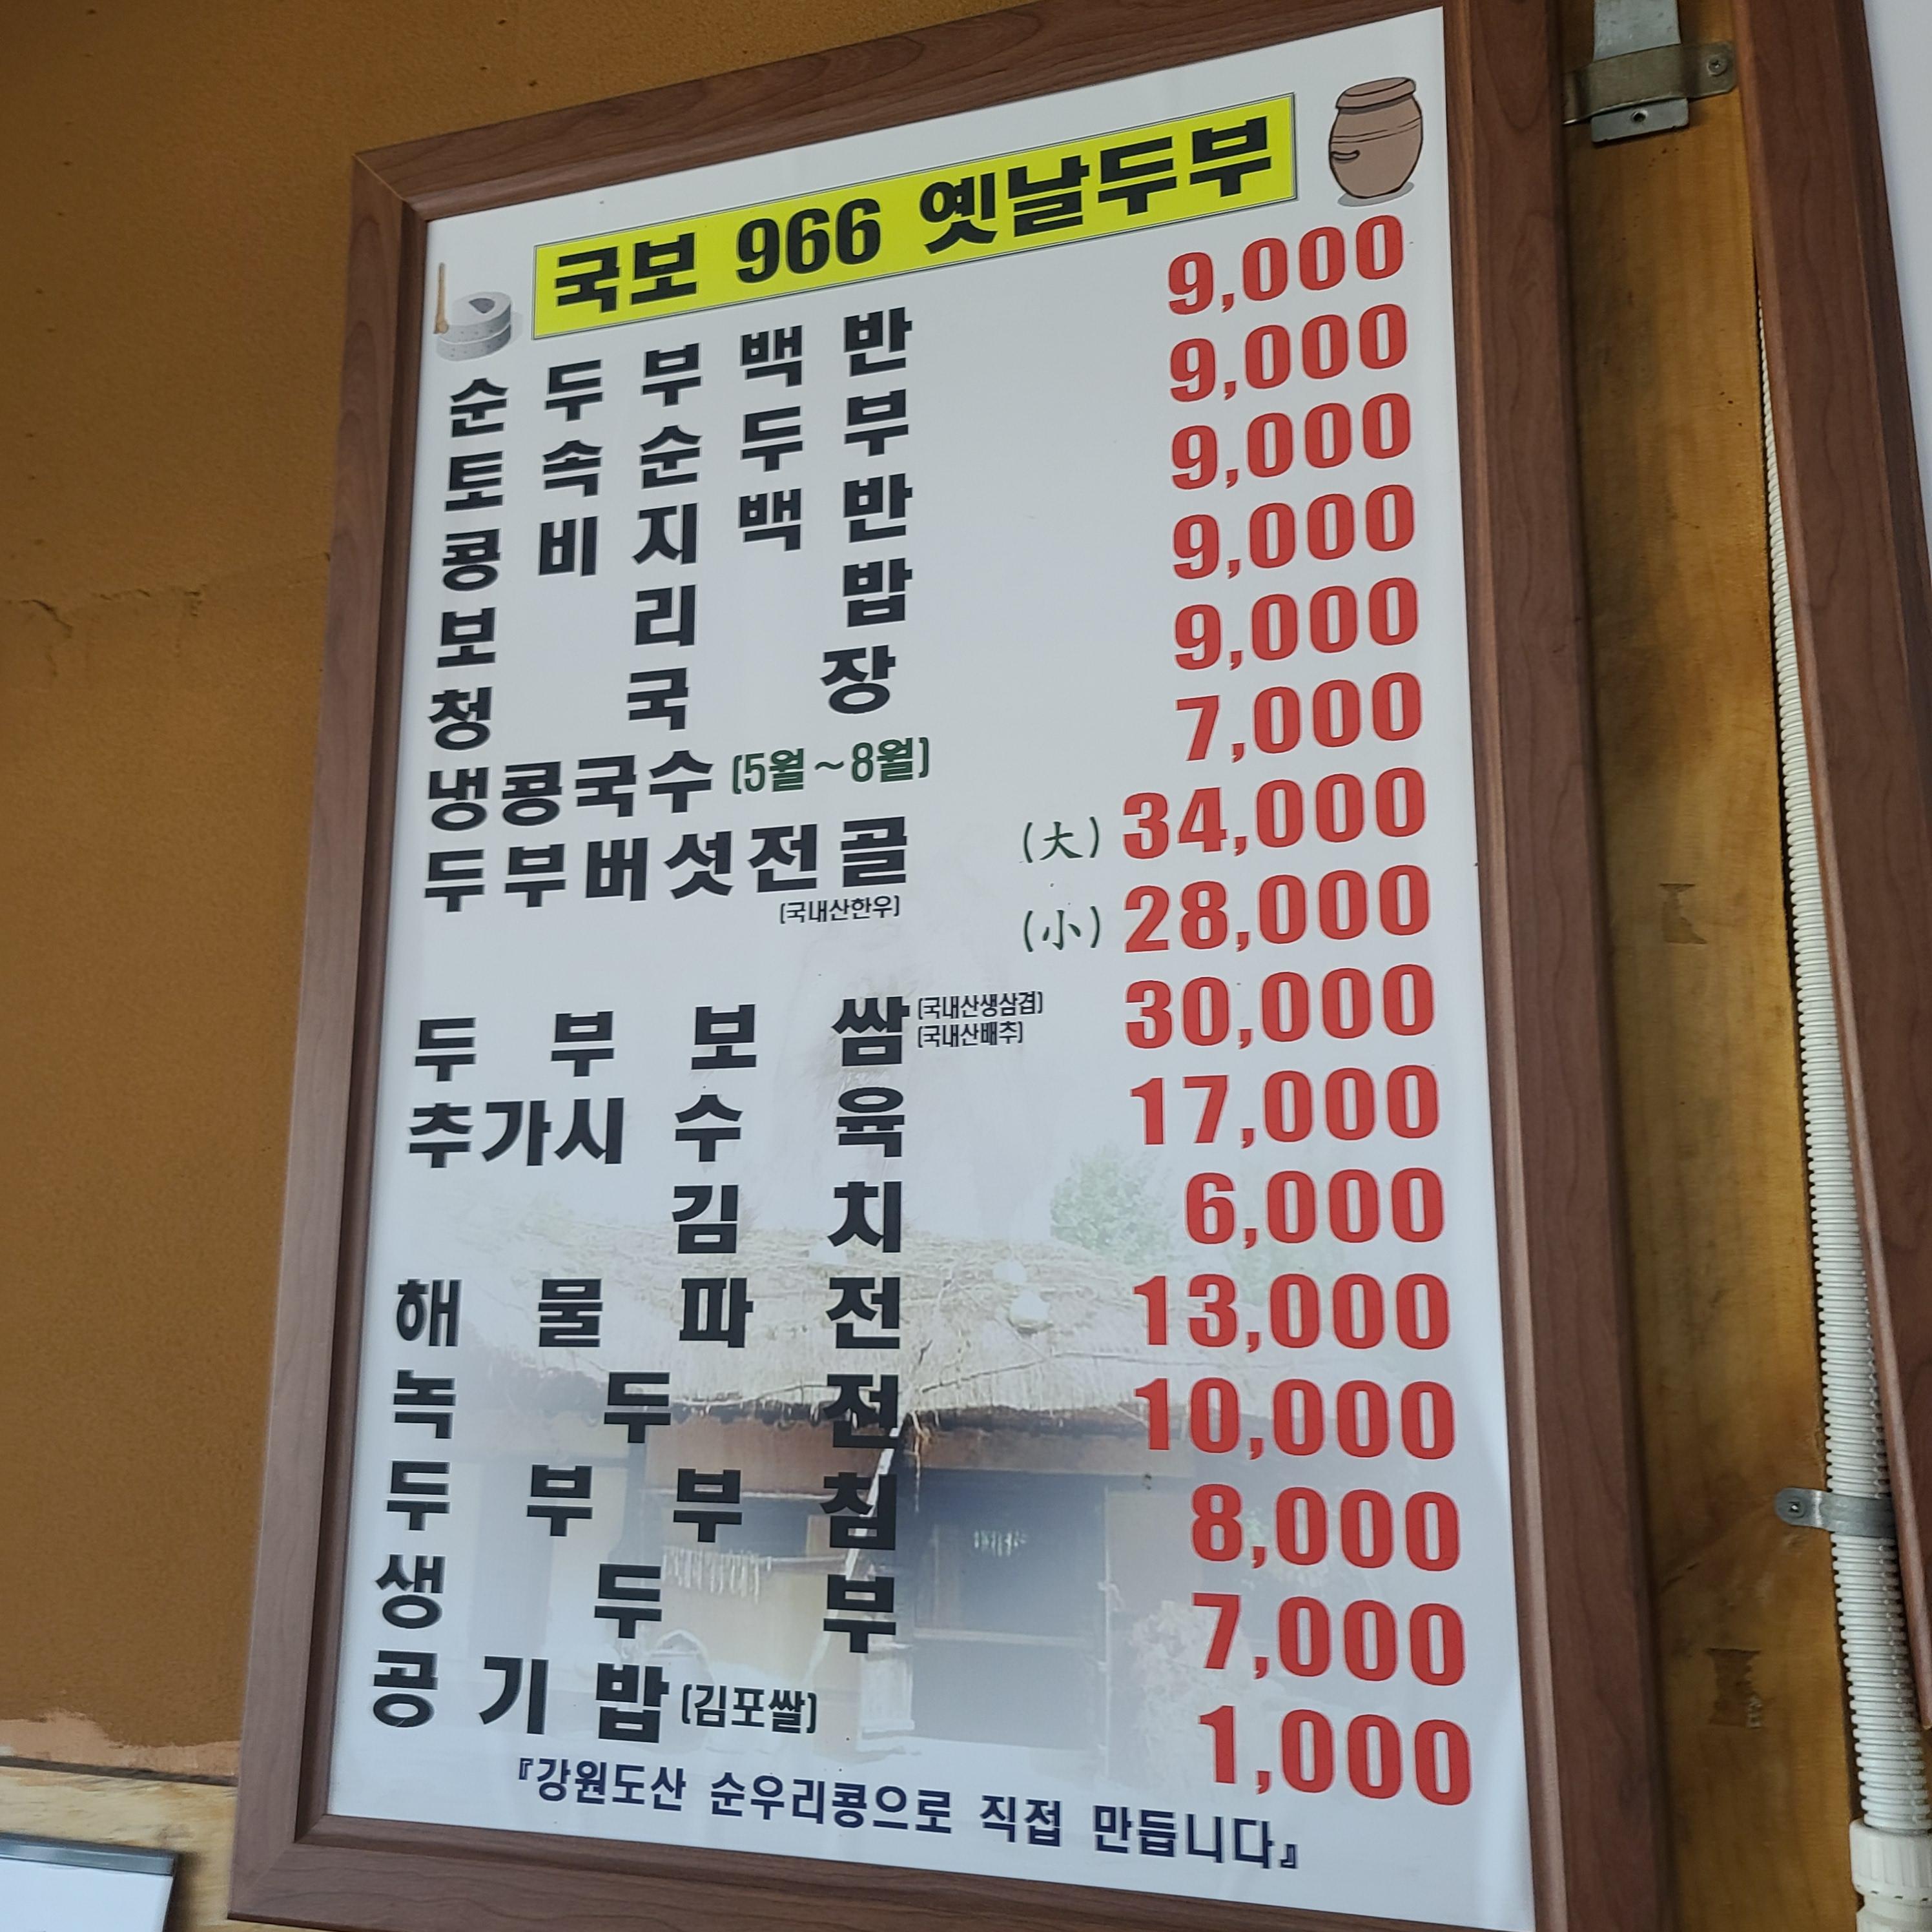 국보 966 옛날두부
순두부백반 9,000
토속순두부 9,000
콩비지백반 9,000
보리밥 9,000
청국장 9,000
냉콩국수 (5월~8월) 7,000
두부버섯전골 (大) 34,000
(국내산한우) (小) 28,000
두부보쌈 (국내산생삼겹) 30,000
(국내산배추)
추가시 수육 17,000
김치 6,000
해물파전 13,000
녹두전 10,000
두부부침 8,000
생두부 7,000
공기밥 (김포쌀) 1,000
『강원도산 순우리콩으로 직접 만듭니다』